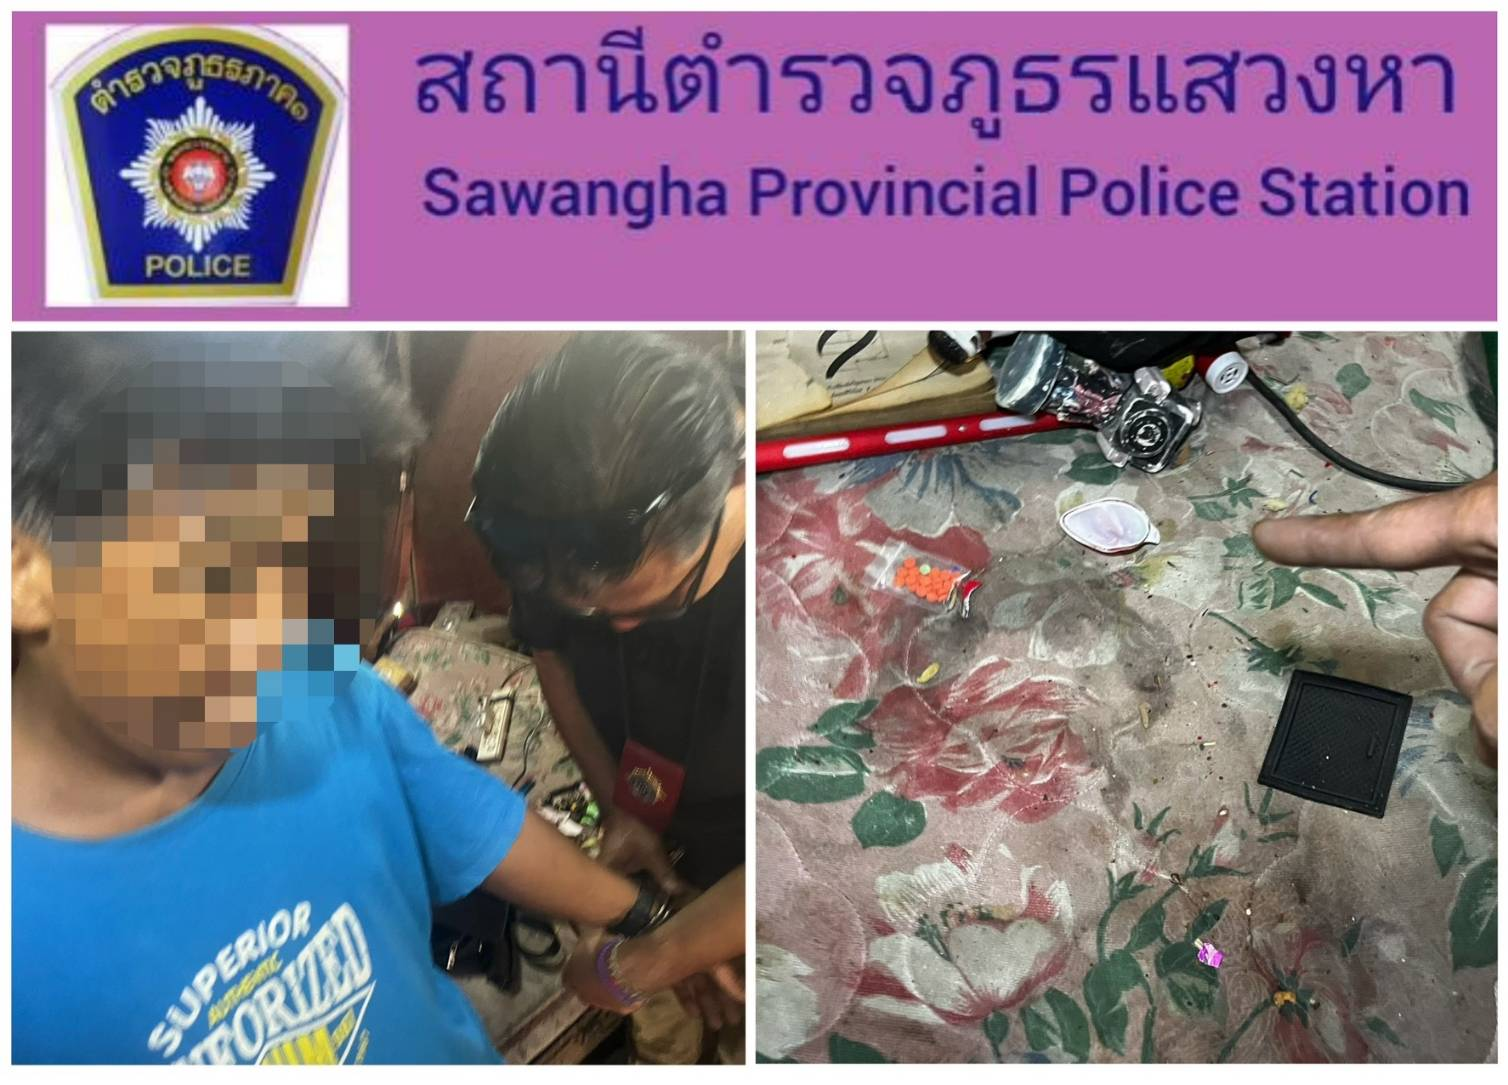 ตำรวจภูธรภาค๑
POLICE
สถานีตำรวจภูธรแสวงหา
Sawangha Provincial Police Station
SUPERIOR
AUTHENTIC